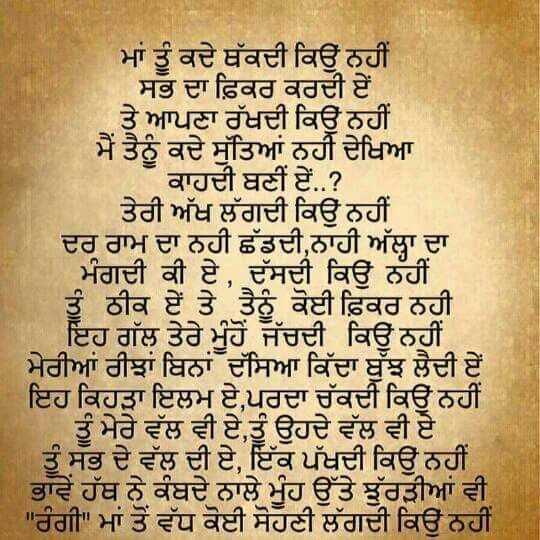 ਮਾਂ ਤੂੰ ਕਦੇ ਥੱਕਦੀ ਕਿਉਂ ਨਹੀਂ
ਸਭ ਦਾ ਫ਼ਿਕਰ ਕਰਦੀ ਏਂ
ਤੇ ਆਪਣਾ ਰੱਖਦੀ ਕਿਉਂ ਨਹੀਂ
ਮੈਂ ਤੈਨੂੰ ਕਦੇ ਸੁੱਤਿਆਂ ਨਹੀਂ ਦੇਖਿਆ
ਕਾਹਦੀ ਬਣੀਂ ਏਂ..?
ਤੇਰੀ ਅੱਖ ਲੱਗਦੀ ਕਿਉਂ ਨਹੀਂ
ਦਰ ਰਾਮ ਦਾ ਨਹੀ ਛੱਡਦੀ,ਨਾਹੀ ਅੱਲ੍ਹਾ ਦਾ
ਮੰਗਦੀ ਕੀ ਏ , ਦੱਸਦੀ ਕਿਉਂ ਨਹੀਂ
ਤੂੰ ਠੀਕ ਏਂ ਤੇ ਤੈਨੂੰ ਕੋਈ ਫ਼ਿਕਰ ਨਹੀ
ਇਹ ਗੱਲ ਤੇਰੇ ਮੂੰਹੋਂ ਜੱਚਦੀ ਕਿਉਂ ਨਹੀਂ
ਮੇਰੀਆਂ ਰੀਝਾਂ ਬਿਨਾਂ ਦੱਸਿਆ ਕਿੱਦਾ ਬੁੱਝ ਲੈਂਦੀ ਏਂ
ਇਹ ਕਿਹੜਾ ਇਲਮ ਏ,ਪਰਦਾ ਚੱਕਦੀ ਕਿਉਂ ਨਹੀਂ
ਤੂੰ ਮੇਰੇ ਵੱਲ ਵੀ ਏ,ਤੂੰ ਉਹਦੇ ਵੱਲ ਵੀ ਏ
ਤੂੰ ਸਭ ਦੇ ਵੱਲ ਦੀ ਏ, ਇੱਕ ਪੱਖਦੀ ਕਿਉਂ ਨਹੀਂ
ਭਾਵੇਂ ਹੱਥ ਨੇ ਕੰਬਦੇ ਨਾਲੇ ਮੂੰਹ ਉੱਤੇ ਝੁੱਰੜੀਆਂ ਵੀ
"ਰੰਗੀ" ਮਾਂ ਤੋਂ ਵੱਧ ਕੋਈ ਸੋਹਣੀ ਲੱਗਦੀ ਕਿਉਂ ਨਹੀਂ